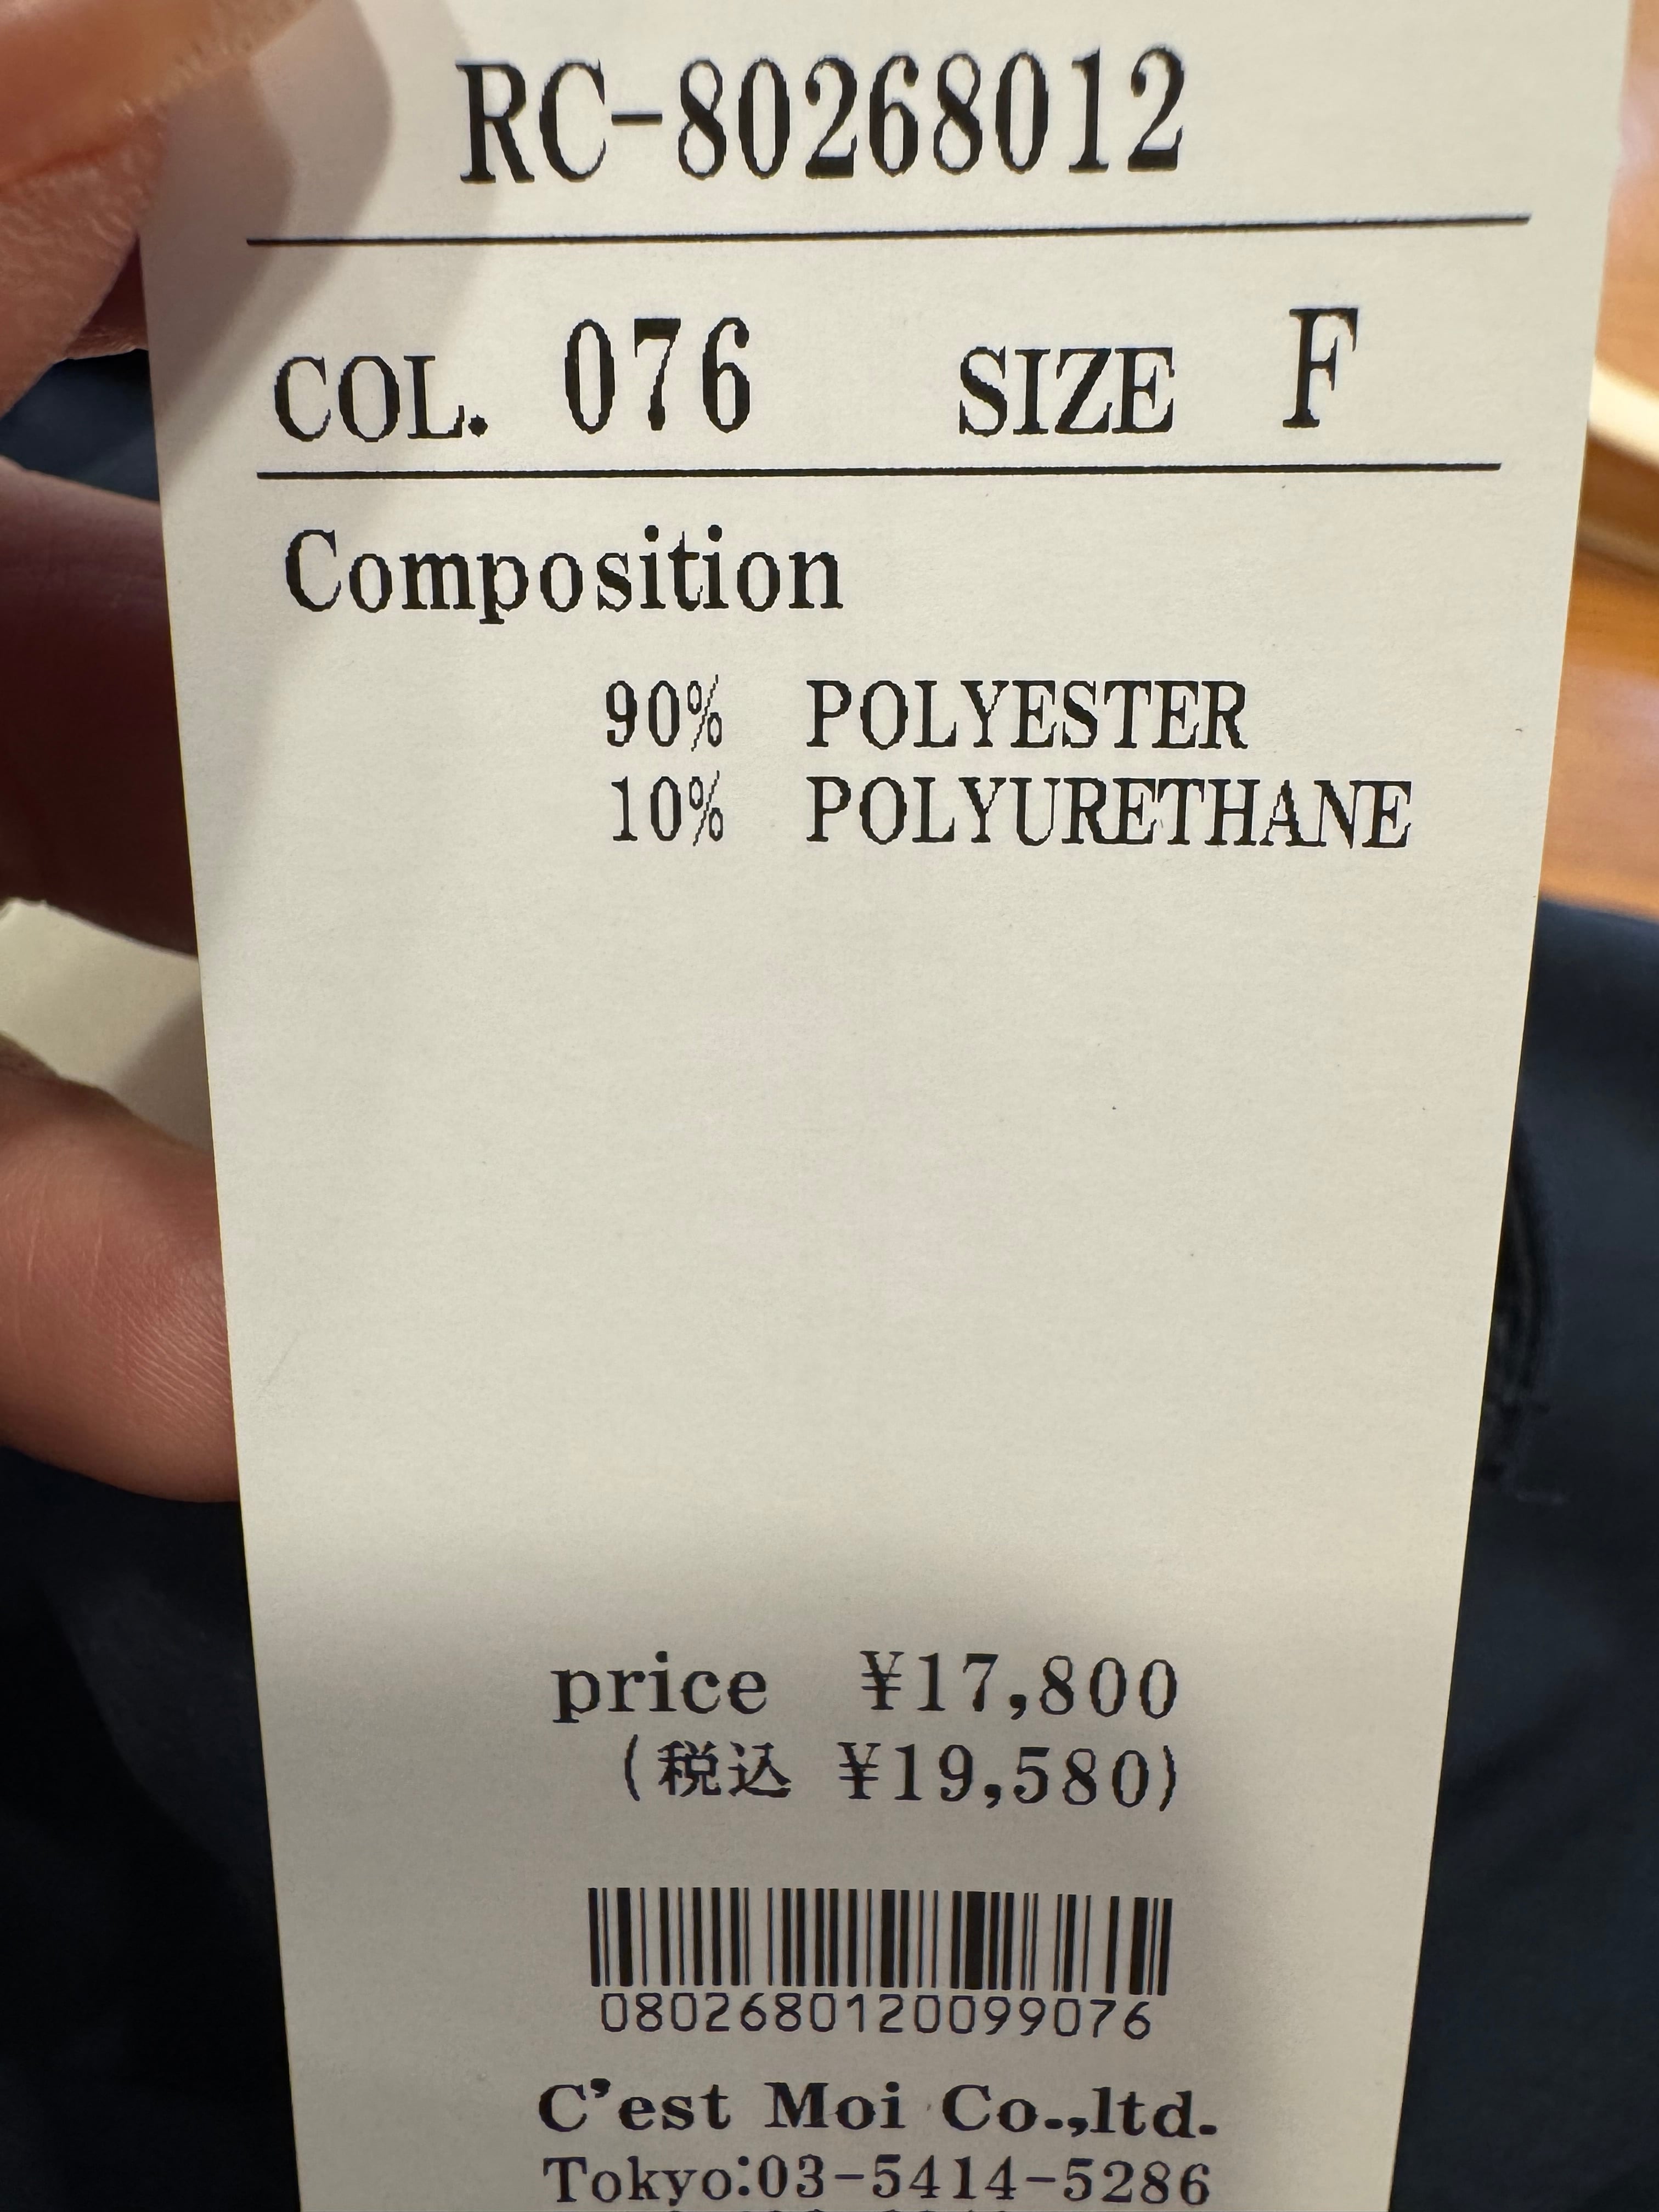 RC-80268012
COL. 076 SIZE F
Composition
90% POLYESTER
10% POLYURETHANE
price ¥17,800
(税込 ¥19,580)
0802680120099076
C'est Moi Co.,ltd.
Tokyo:03-5414-5286